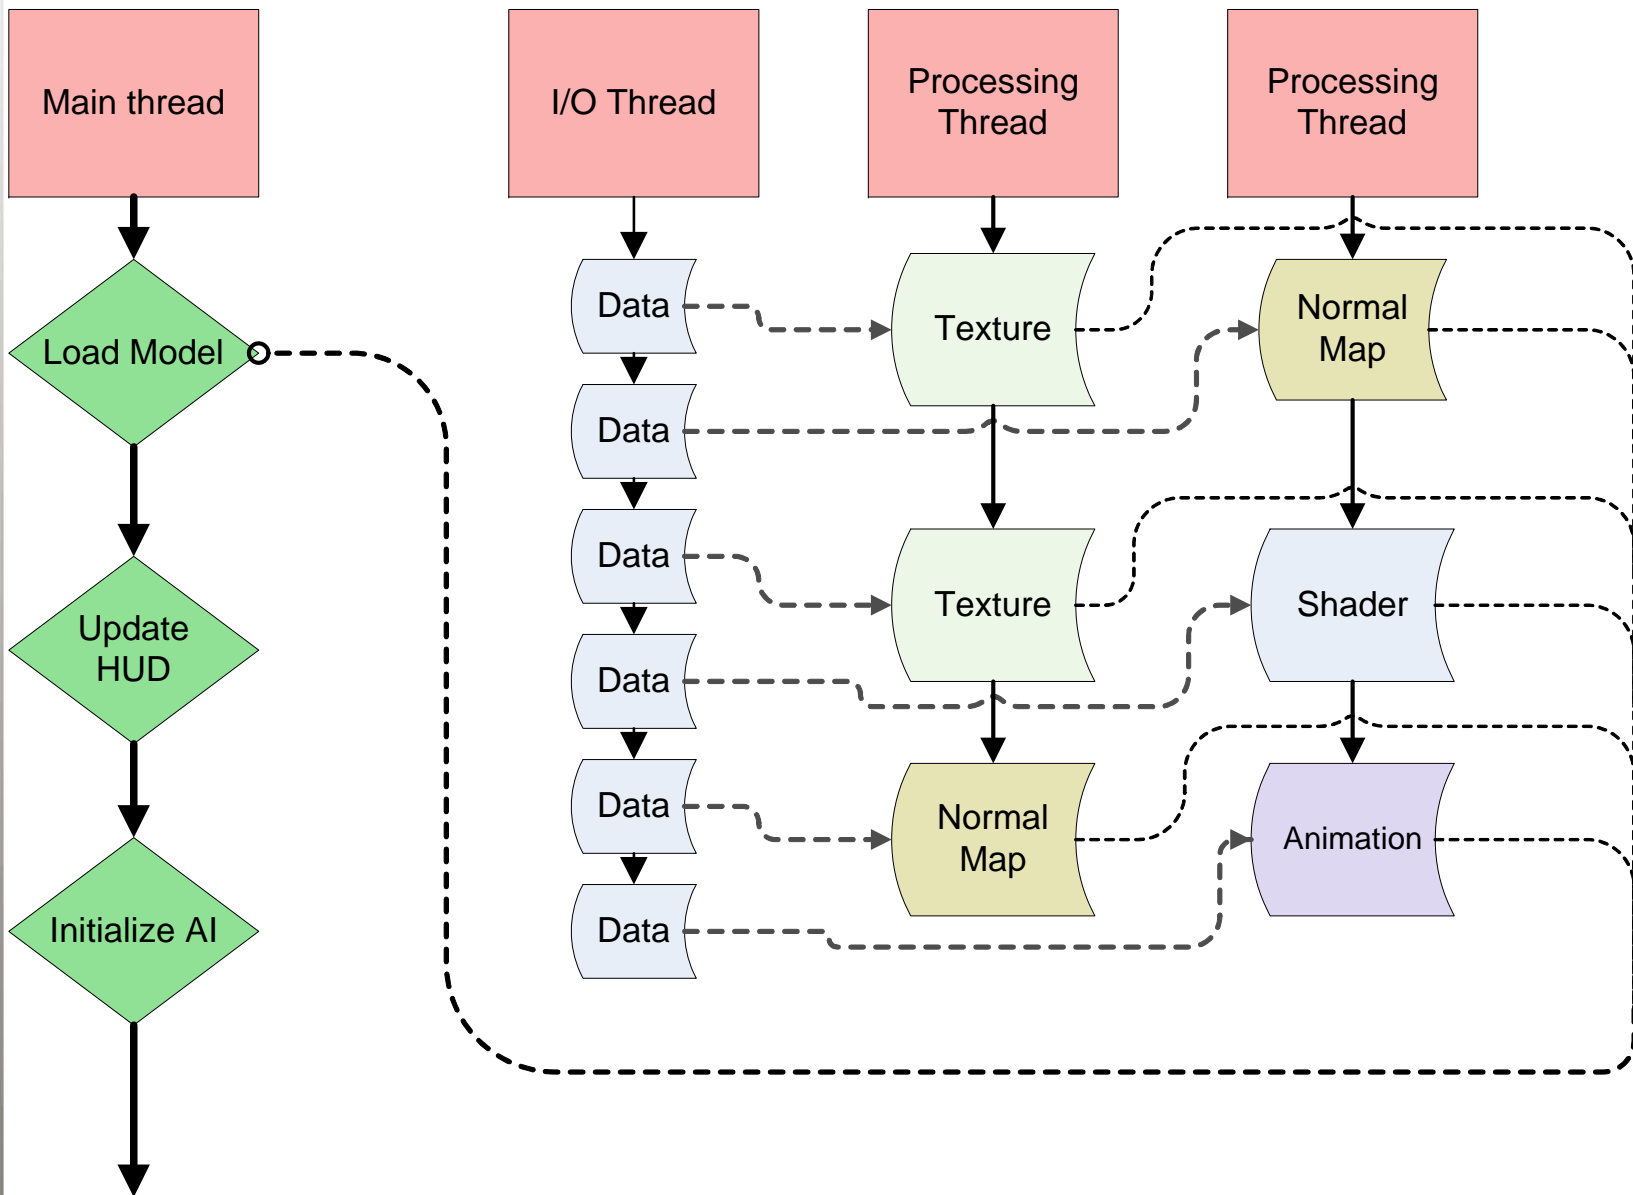 Main thread
I/O Thread
Processing
Thread
Processing
Thread
Load Model
Update
HUD
Initialize AI
Data
Data
Data
Data
Data
Data
Texture
Texture
Normal
Map
Normal
Map
Shader
Animation